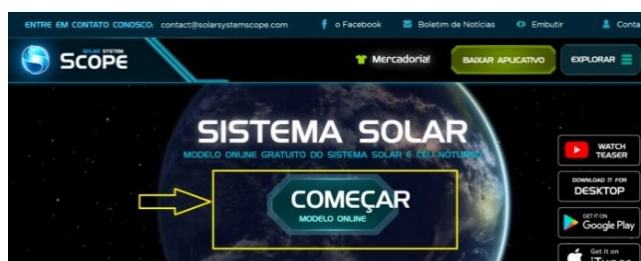 ENTRE EM CONTATO CONOSCO: contact@solarsystemscope.com o Facebook Boletim de Notícias Embutir Conta
SOLAR SYSTEM
SCOPE
Mercadoria! BAIXAR APLICATIVO EXPLORAR
SISTEMA SOLAR
MODELO ONLINE GRATUITO DO SISTEMA SOLAR E CÉU NOTURNO
COMEÇAR
MODELO ONLINE
WATCH
TEASER
DOWNLOAD IT FOR
DESKTOP
GET IT ON
Google Play
Get it on
iTunes